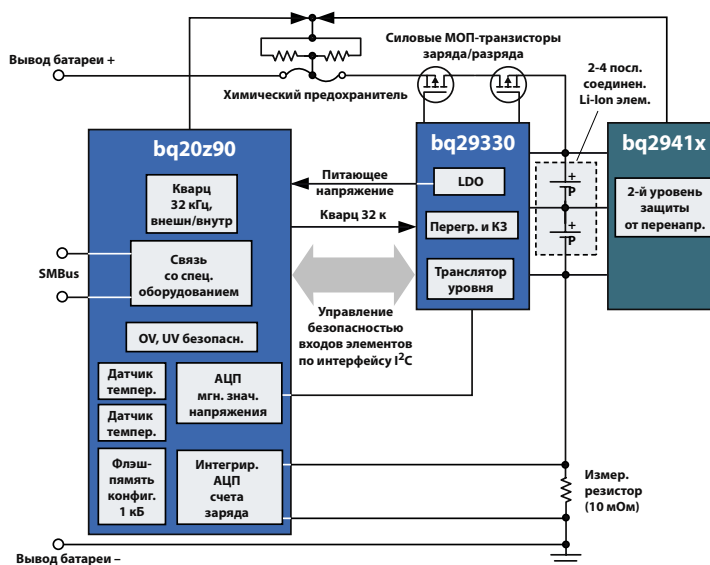 Силовые МОП-транзисторы
заряда/разряда
Вывод батареи +
Химический предохранитель
2-4 посл.
соединен.
Li-Ion элем.
bq20z90
bq29330
bq2941x
Кварц
32 кГц,
внешн/внутр
Питающее
напряжение
LDO
+
P
2-й уровень
защиты
от перенапр.
Кварц 32 к
Перегр. и КЗ
+
P
SMBus
Связь
со спец.
оборудованием
Транслятор
уровня
Управление
безопасностью
входов элементов
по интерфейсу I²C
OV, UV безопасн.
Датчик
темпер.
АЦП
мгн. знач.
напряжения
Датчик
темпер.
Флэш-
память
конфиг.
1 кБ
Интегрир.
АЦП
счета
заряда
Измер.
резистор
(10 мОм)
Вывод батареи –